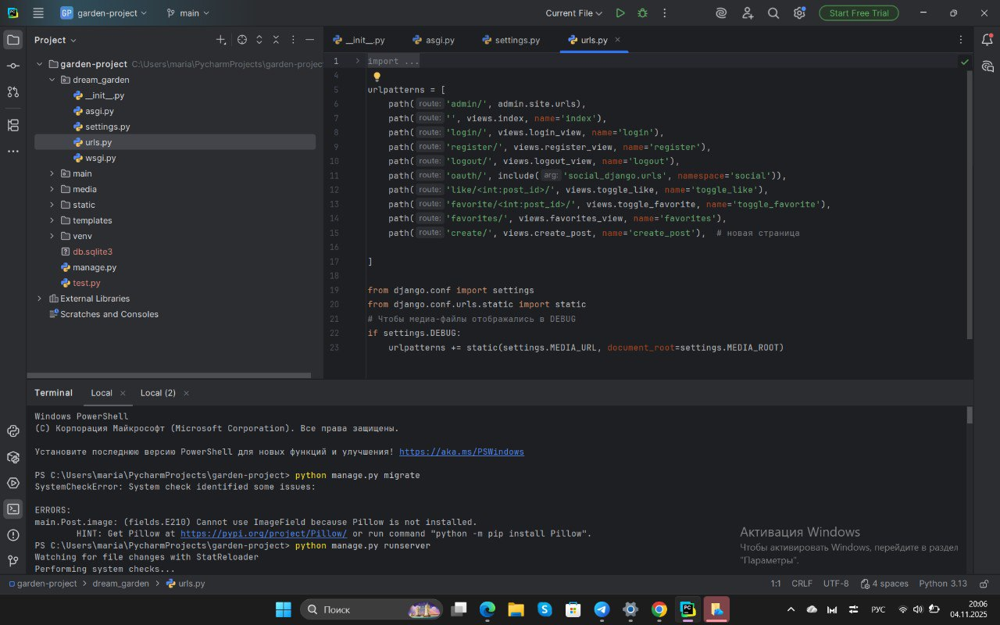 GP garden-project main Current File Start Free Trial
Project
__init__.py asgi.py settings.py urls.py
garden-project C:\Users\maria\PycharmProjects\garden-projec
dream_garden
__init__.py
asgi.py
settings.py
urls.py
wsgi.py
main
media
static
templates
venv
db.sqlite3
manage.py
test.py
External Libraries
Scratches and Consoles
1 import ...
4
5 urlpatterns = [
6 path( route: 'admin/', admin.site.urls),
7 path( route: '', views.index, name='index'),
8 path( route: 'login/', views.login_view, name='login'),
9 path( route: 'register/', views.register_view, name='register'),
10 path( route: 'logout/', views.logout_view, name='logout'),
11 path( route: 'oauth/', include( arg: 'social_django.urls', namespace='social')),
12 path( route: 'like/<int:post_id>/', views.toggle_like, name='toggle_like'),
13 path( route: 'favorite/<int:post_id>/', views.toggle_favorite, name='toggle_favorite'),
14 path( route: 'favorites/', views.favorites_view, name='favorites'),
15 path( route: 'create/', views.create_post, name='create_post'), # новая страница
16
17 ]
18
19 from django.conf import settings
20 from django.conf.urls.static import static
21 # Чтобы медиа-файлы отображались в DEBUG
22 if settings.DEBUG:
23 urlpatterns += static(settings.MEDIA_URL, document_root=settings.MEDIA_ROOT)
Terminal Local Local (2)
Windows PowerShell
(C) Корпорация Майкрософт (Microsoft Corporation). Все права защищены.
Установите последнюю версию PowerShell для новых функций и улучшения! https://aka.ms/PSWindows
PS C:\Users\maria\PycharmProjects\garden-project> python manage.py migrate
SystemCheckError: System check identified some issues:
ERRORS:
main.Post.image: (fields.E210) Cannot use ImageField because Pillow is not installed.
HINT: Get Pillow at https://pypi.org/project/Pillow/ or run command "python -m pip install Pillow".
PS C:\Users\maria\PycharmProjects\garden-project> python manage.py runserver
Watching for file changes with StatReloader
Performing system checks...
Активация Windows
Чтобы активировать Windows, перейдите в раздел
"Параметры".
garden-project dream_garden urls.py 1:1 CRLF UTF-8 4 spaces Python 3.13
Поиск РУС 20:06
04.11.2025